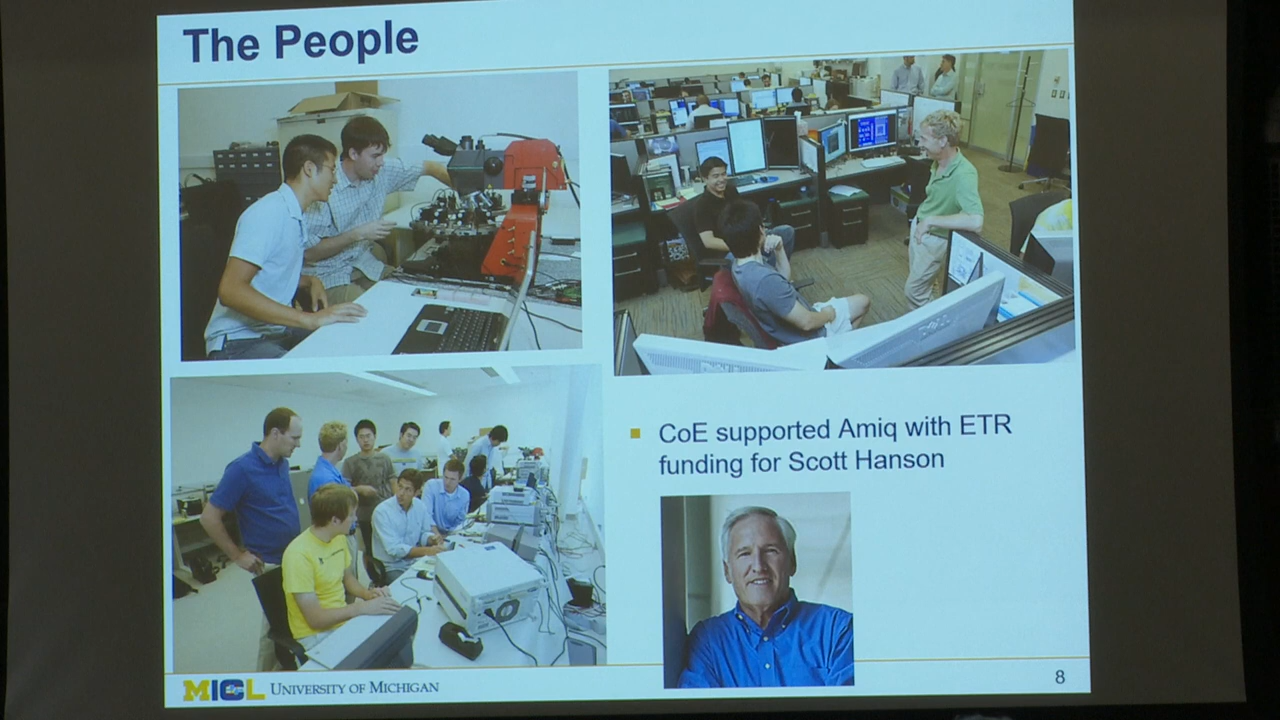 The People
CoE supported Amiq with ETR
funding for Scott Hanson
MICL UNIVERSITY OF MICHIGAN
8